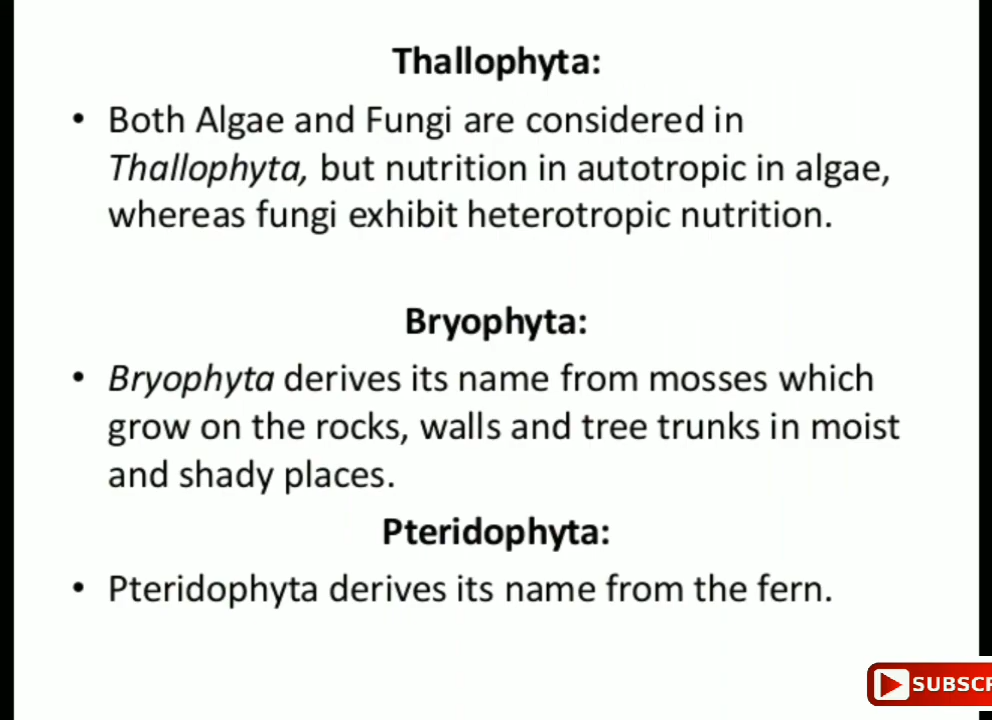 Thallophyta:
• Both Algae and Fungi are considered in
Thallophyta, but nutrition in autotropic in algae,
whereas fungi exhibit heterotropic nutrition.
Bryophyta:
• Bryophyta derives its name from mosses which
grow on the rocks, walls and tree trunks in moist
and shady places.
Pteridophyta:
• Pteridophyta derives its name from the fern.
SUBSCR